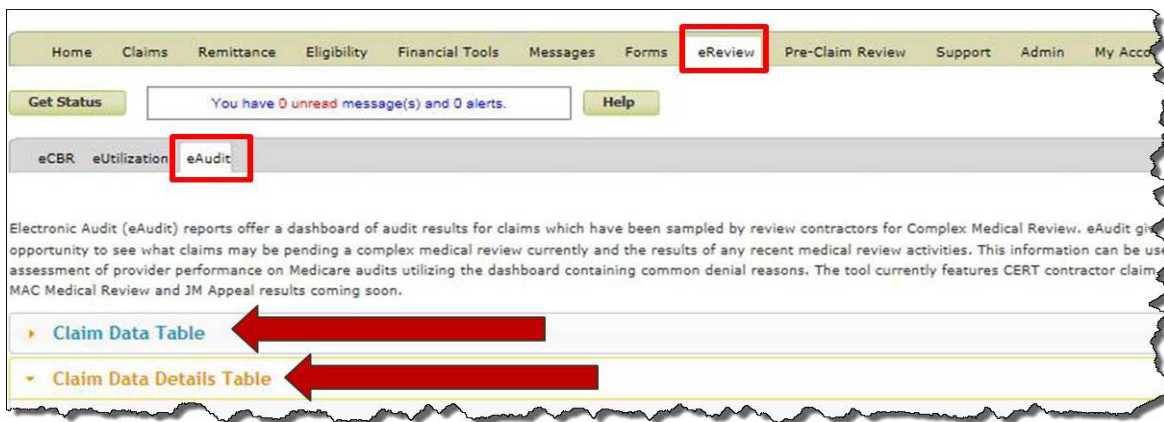 Home Claims Remittance Eligibility Financial Tools Messages Forms eReview Pre-Claim Review Support Admin My
Get Status You have 0 unread message(s) and 0 alerts. Help
eCBR eUtilization eAudit
Electronic Audit (eAudit) reports offer a dashboard of audit results for claims which have been sampled by review contractors for Complex Medical Review. eAudit
opportunity to see what claims may be pending a complex medical review currently and the results of any recent medical review activities. This information can be
assessment of provider performance on Medicare audits utilizing the dashboard containing common denial reasons. The tool currently features CERT contractor claim
MAC Medical Review and JM Appeal results coming soon.
Claim Data Table
Claim Data Details Table